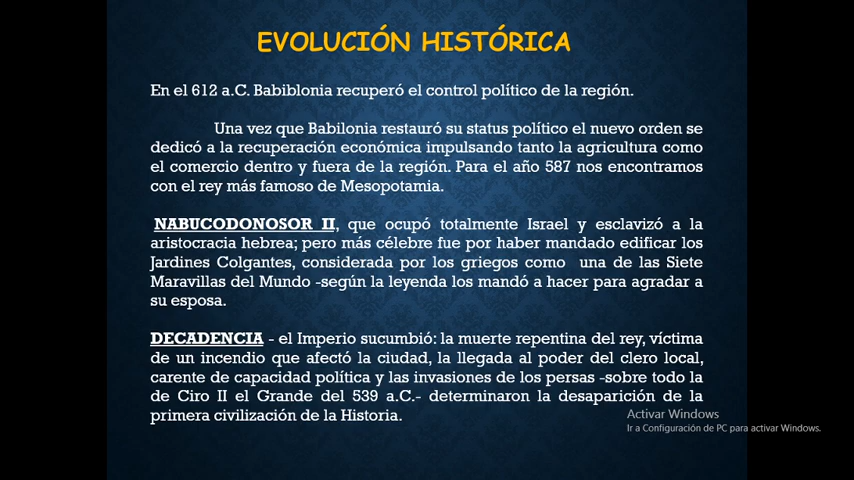 EVOLUCIÓN HISTÓRICA
En el 612 a.C. Babiblonia recuperó el control político de la región.
Una vez que Babilonia restauró su status político el nuevo orden se
dedicó a la recuperación económica impulsando tanto la agricultura como
el comercio dentro y fuera de la región. Para el año 587 nos encontramos
con el rey más famoso de Mesopotamia.
NABUCODONOSOR II, que ocupó totalmente Israel y esclavizó a la
aristocracia hebrea; pero más célebre fue por haber mandado edificar los
Jardines Colgantes, considerada por los griegos como una de las Siete
Maravillas del Mundo -según la leyenda los mandó a hacer para agradar a
su esposa.
DECADENCIA - el Imperio sucumbió: la muerte repentina del rey, víctima
de un incendio que afectó la ciudad, la llegada al poder del clero local,
carente de capacidad política y las invasiones de los persas -sobre todo la
de Ciro II el Grande del 539 a.C.- determinaron la desaparición de la
primera civilización de la Historia.
Activar Windows
Ir a Configuración de PC para activar Windows.